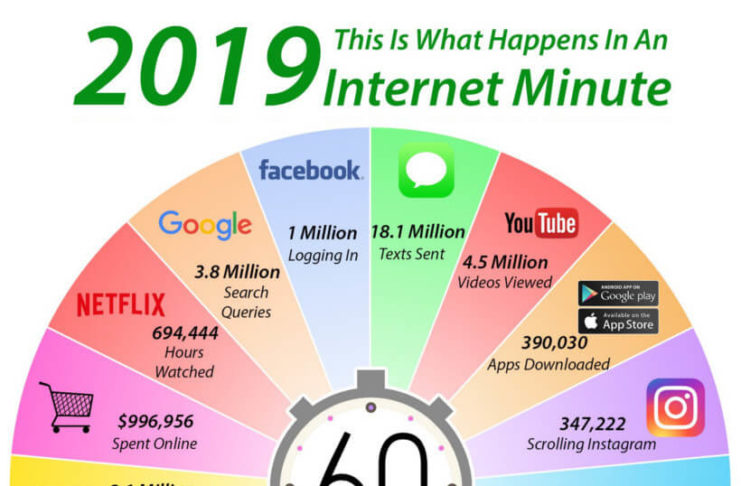 2019
This Is What Happens In An
Internet Minute
facebook
1 Million
Logging In
18.1 Million
Texts Sent
YouTube
4.5 Million
Videos Viewed
Google
3.8 Million
Search
Queries
ANDROID APP ON
Google play
Available on the
App Store
390,030
Apps Downloaded
NETFLIX
694,444
Hours
Watched
$996,956
Spent Online
347,222
Scrolling Instagram
60